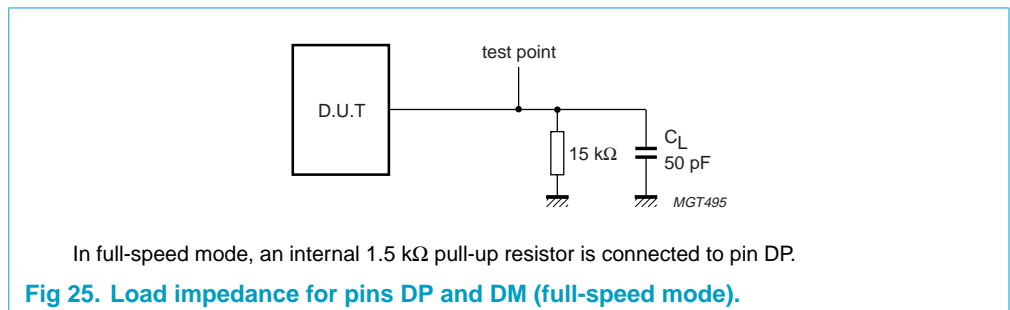 test point
D.U.T
15 kΩ
CL
50 pF
MGT495
In full-speed mode, an internal 1.5 kΩ pull-up resistor is connected to pin DP.
Fig 25. Load impedance for pins DP and DM (full-speed mode).